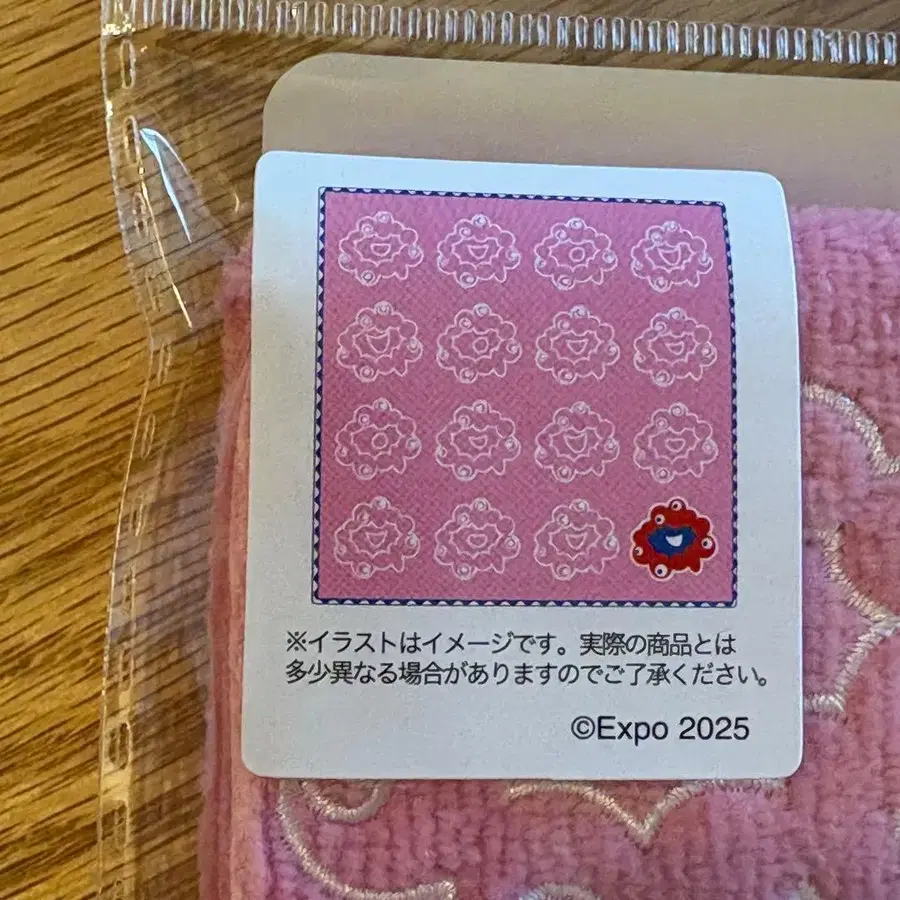 ※イラストはイメージです。実際の商品とは
多少異なる場合がありますのでご了承ください。
©Expo 2025